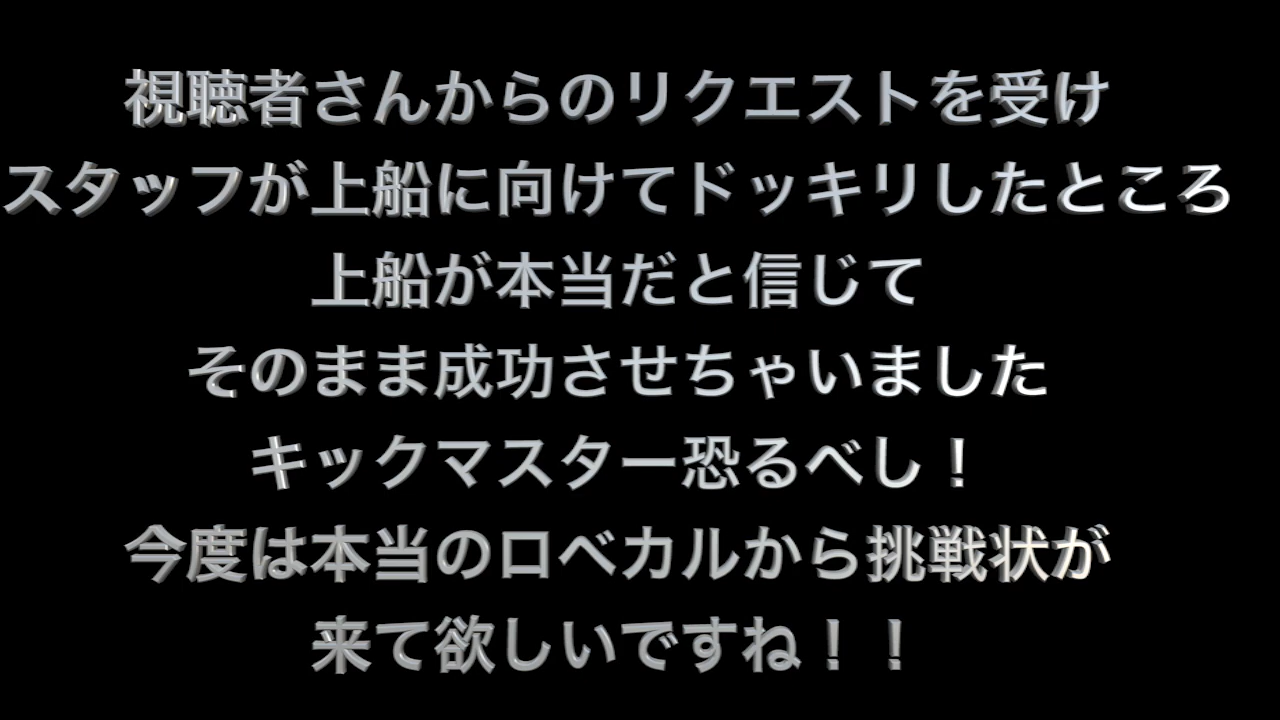 視聴者さんからのリクエストを受け
スタッフが上船に向けてドッキリしたところ
上船が本当だと信じて
そのまま成功させちゃいました
キックマスター恐るべし！
今度は本当のロベカルから挑戦状が
来て欲しいですね！！